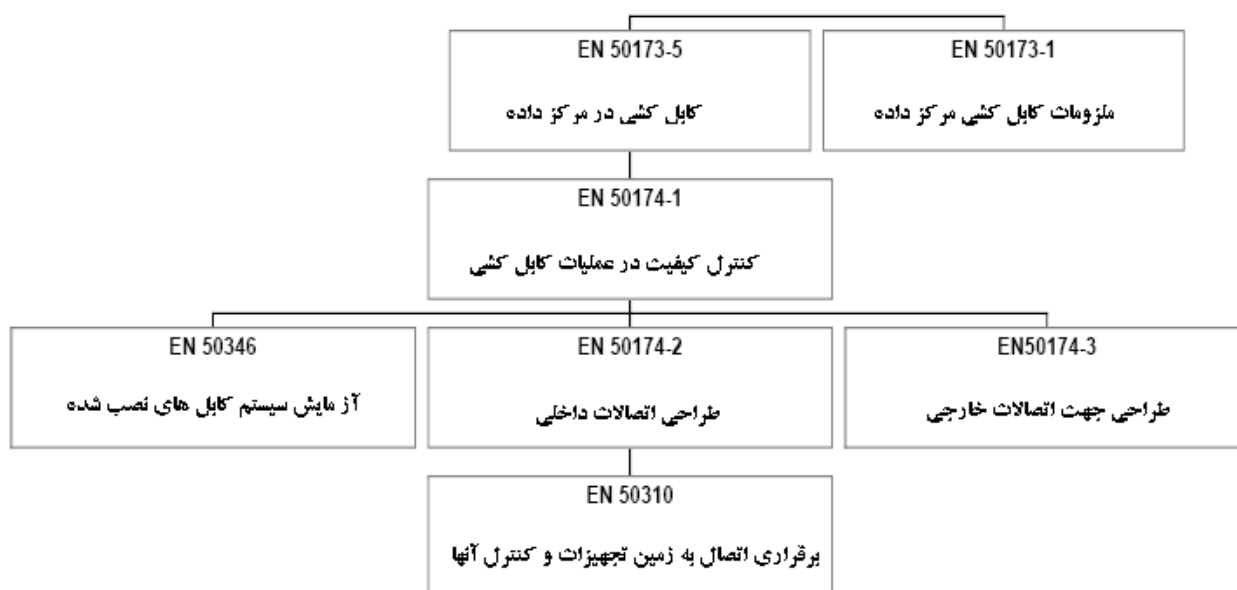 EN 50173-5
کابل کشی در مرکز داده
EN 50173-1
ملزومات کابل کشی مرکز داده
EN 50174-1
کنترل کیفیت در عملیات کابل کشی
EN 50346
آزمایش سیستم کابل های نصب شده
EN 50174-2
طراحی اتصالات داخلی
EN50174-3
طراحی جهت اتصالات خارجی
EN 50310
برقراری اتصال به زمین تجهیزات و کنترل آنها